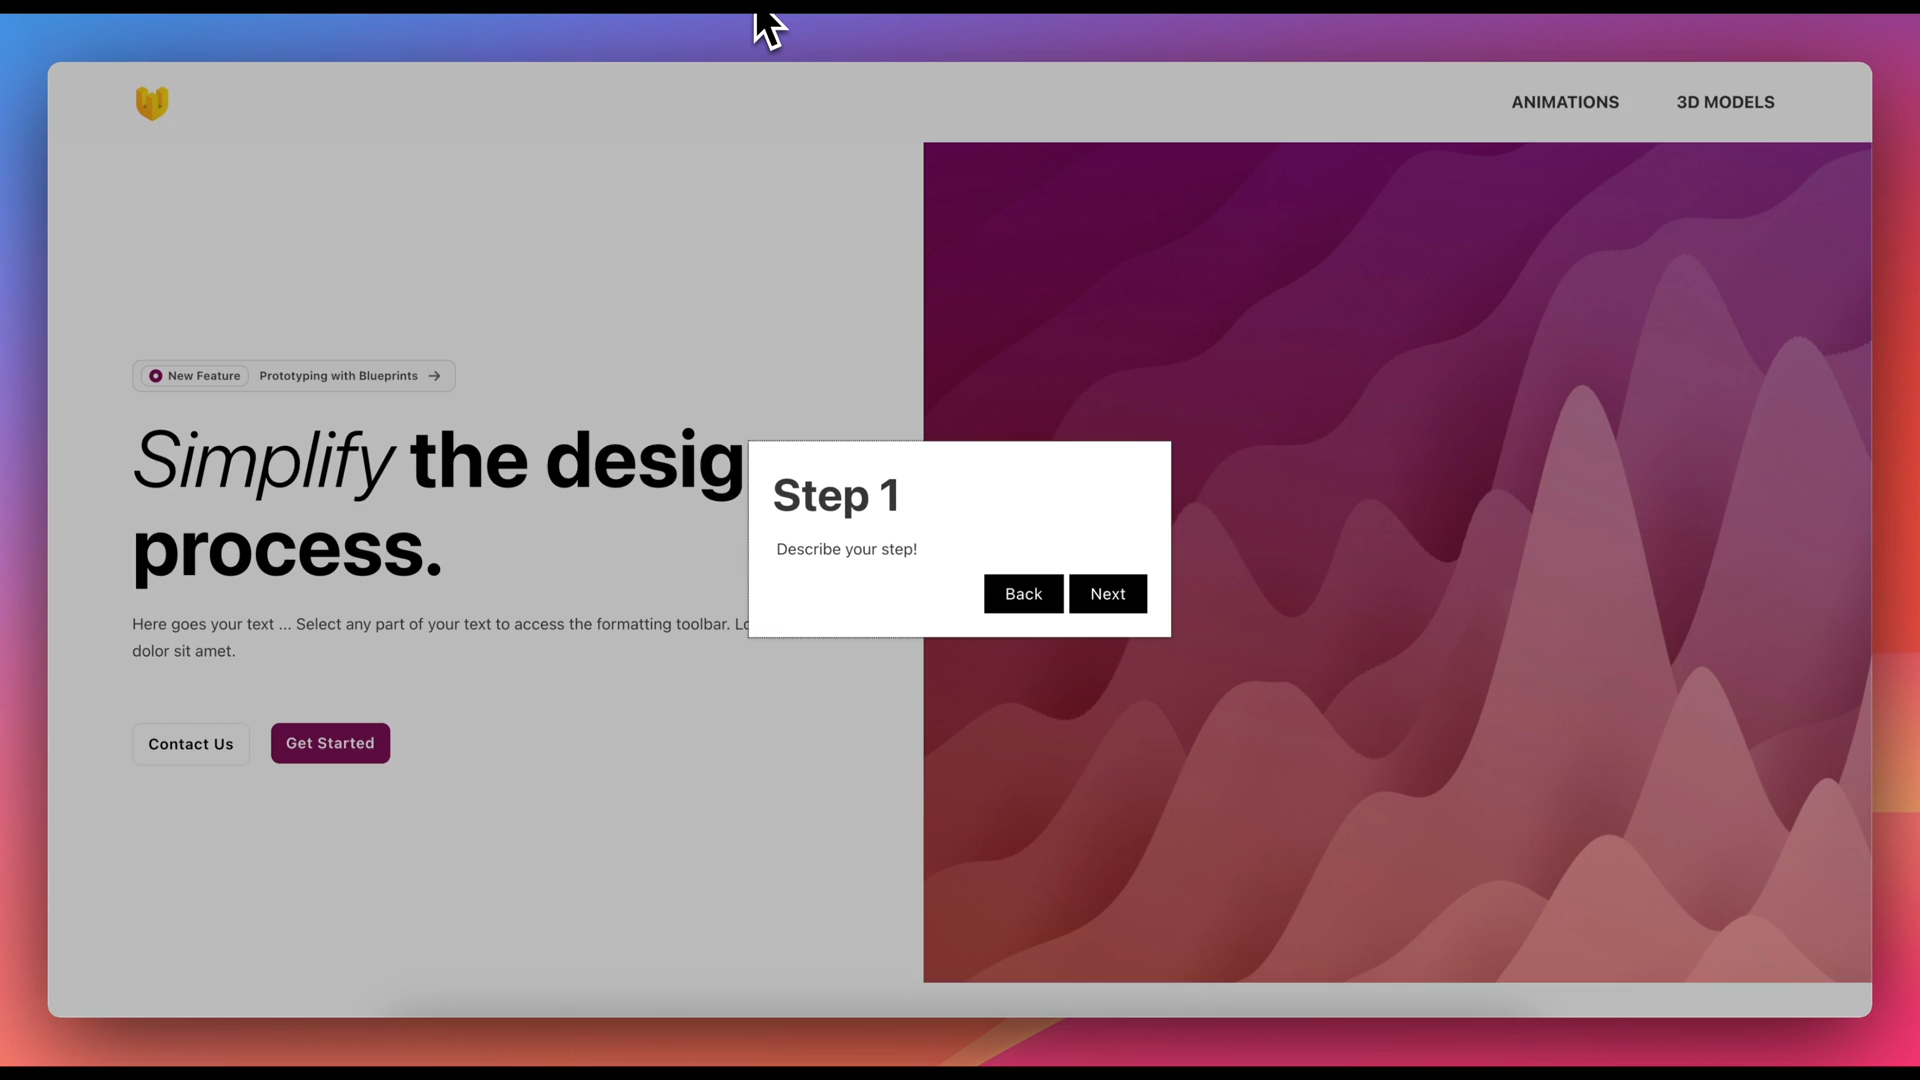 ANIMATIONS 3D MODELS
New Feature Prototyping with Blueprints →
Simplify the desig
process.
Here goes your text ... Select any part of your text to access the formatting toolbar.
dolor sit amet.
Contact Us Get Started
Step 1
Describe your step!
Back Next